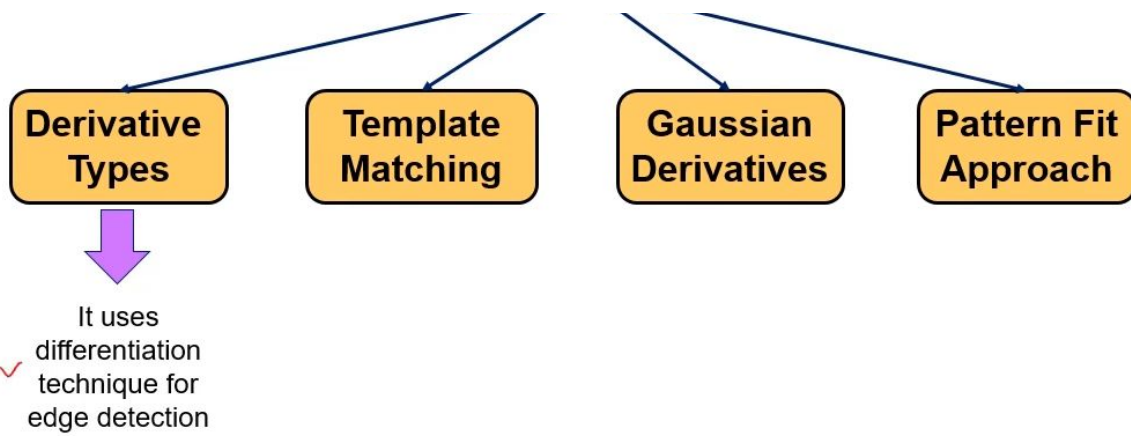 Derivative
Types
Template
Matching
Gaussian
Derivatives
Pattern Fit
Approach
It uses
differentiation
technique for
edge detection